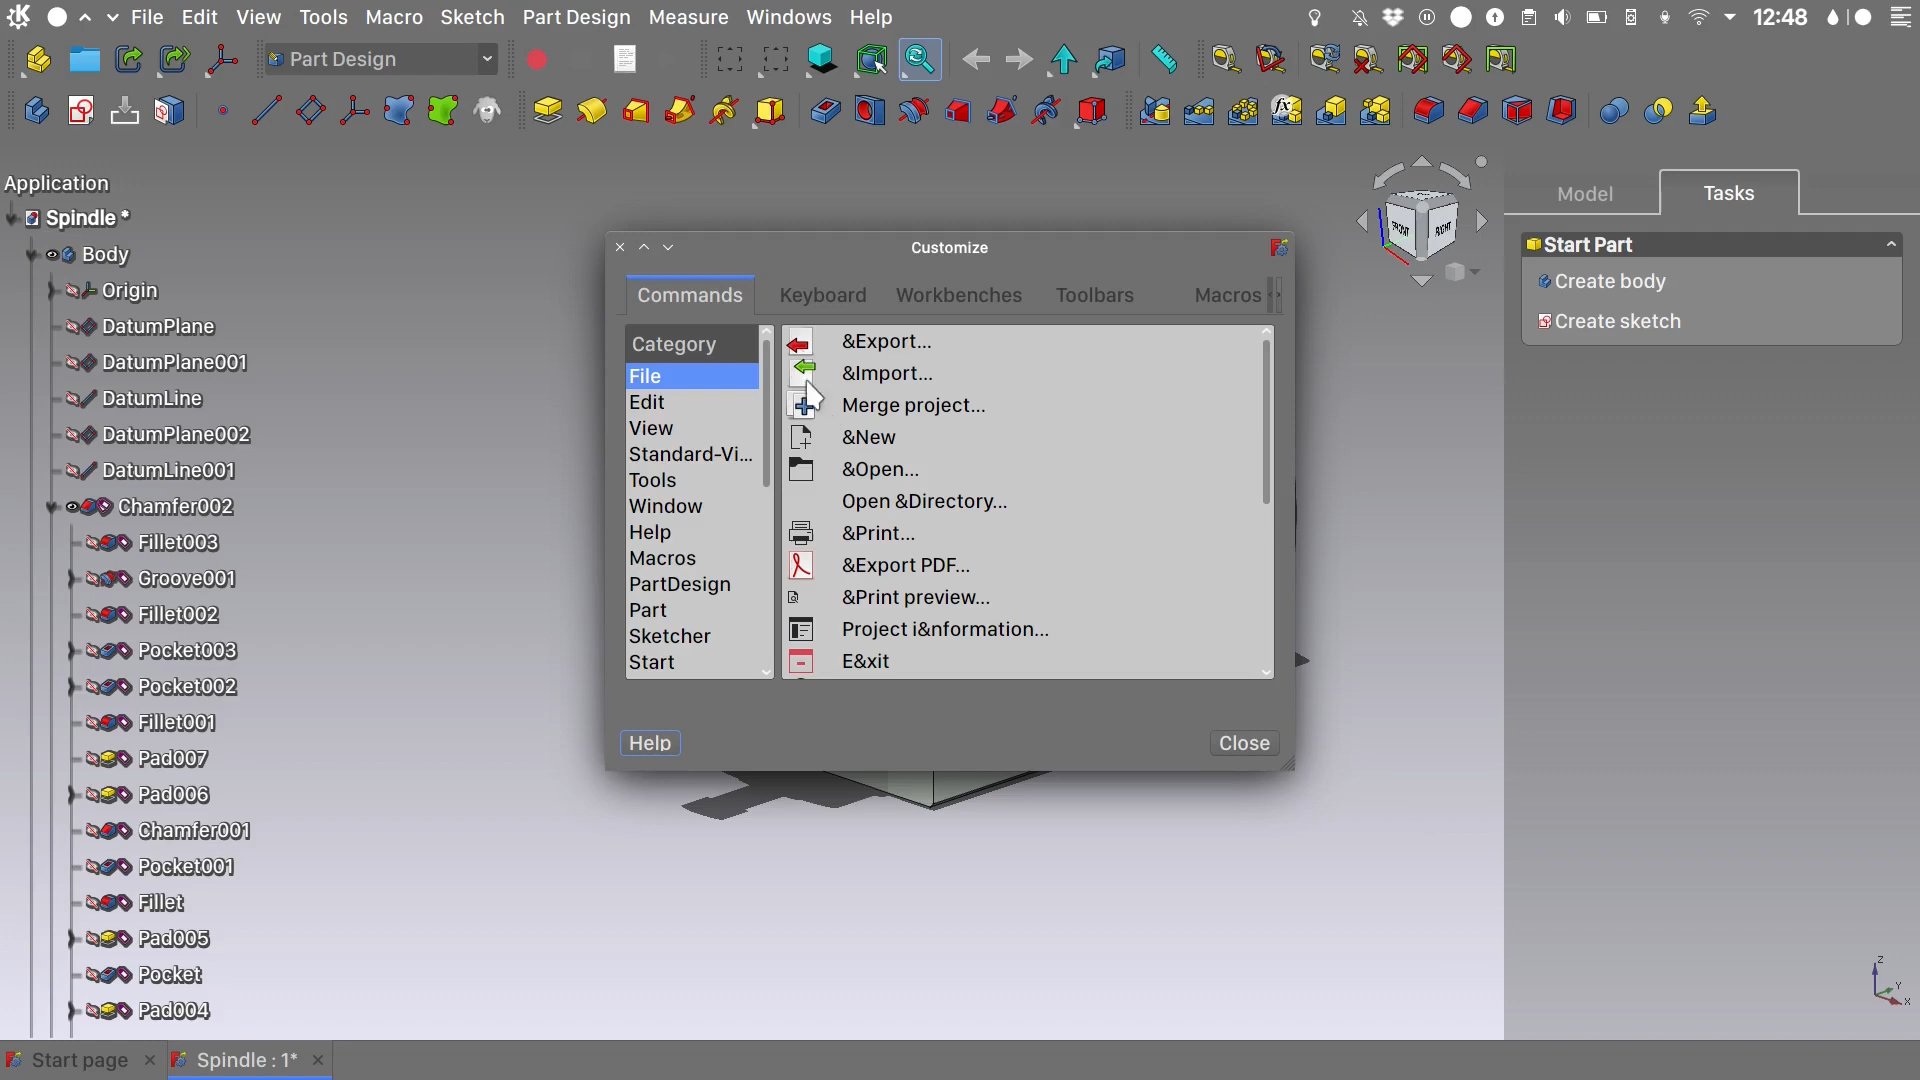 File Edit View Tools Macro Sketch Part Design Measure Windows Help 12:48
Part Design
fx
Application
Spindle *
Body
Origin
DatumPlane
DatumPlane001
DatumLine
DatumPlane002
DatumLine001
Chamfer002
Fillet003
Groove001
Fillet002
Pocket003
Pocket002
Fillet001
Pad007
Pad006
Chamfer001
Pocket001
Fillet
Pad005
Pocket
Pad004
Customize
Commands Keyboard Workbenches Toolbars Macros
Category
File
Edit
View
Standard-Vi...
Tools
Window
Help
Macros
PartDesign
Part
Sketcher
Start
&Export...
&Import...
Merge project...
&New
&Open...
Open &Directory...
&Print...
&Export PDF...
&Print preview...
Project i&nformation...
E&xit
Help Close
FRONT RIGHT
Model Tasks
Start Part
Create body
Create sketch
Z
Y
X
Start page Spindle : 1*